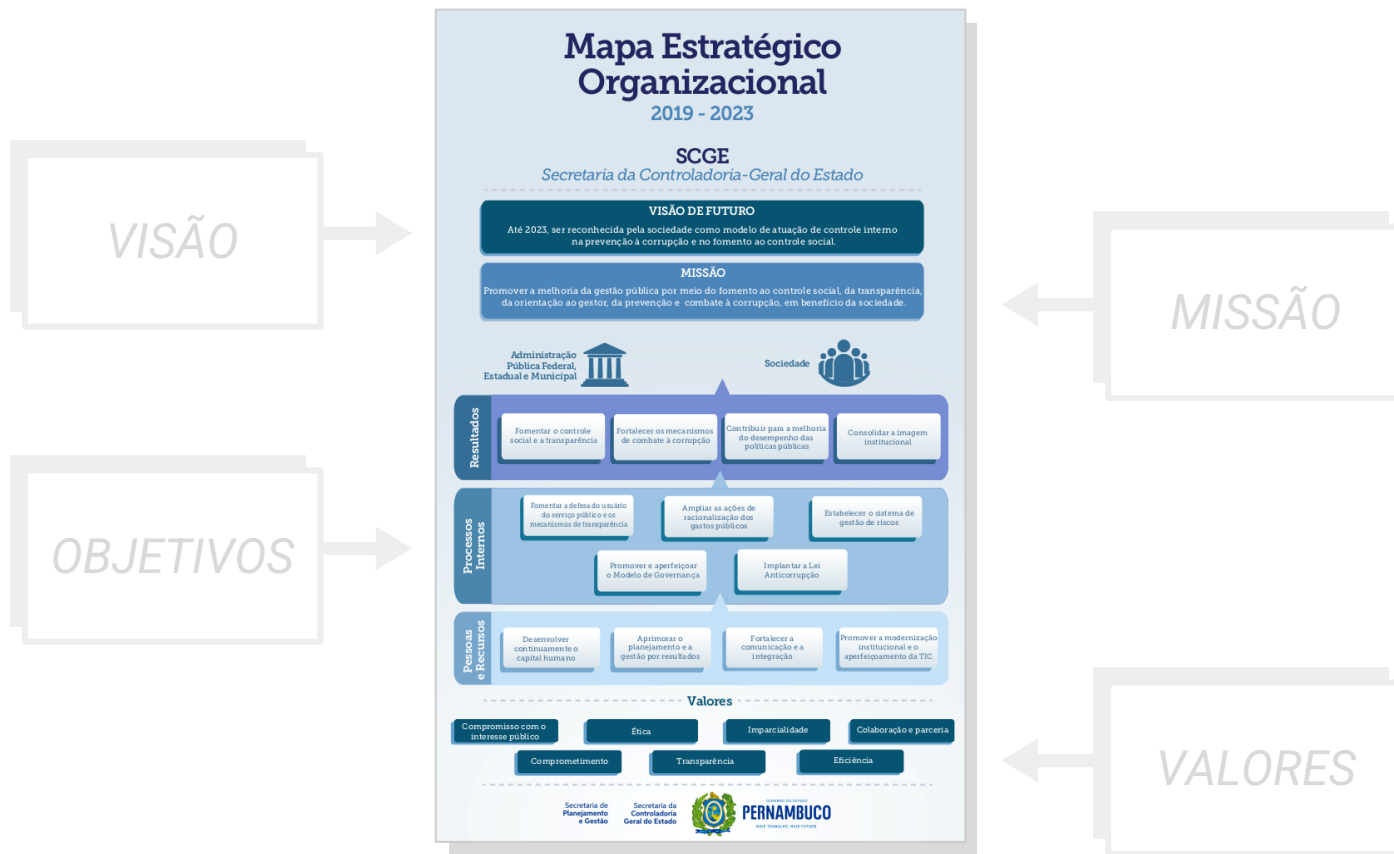 Mapa Estratégico
Organizacional
2019 - 2023
SCGE
Secretaria da Controladoria-Geral do Estado
VISÃO
VISÃO DE FUTURO
Até 2023, ser reconhecida pela sociedade como modelo de atuação de controle interno
na prevenção à corrupção e no fomento ao controle social.
MISSÃO
Promover a melhoria da gestão pública por meio do fomento ao controle social, da transparência,
da orientação ao gestor, da prevenção e combate à corrupção, em benefício da sociedade.
MISSÃO
Administração
Pública Federal,
Estadual e Municipal
Sociedade
OBJETIVOS
Resultados
Fomentar o controle
social e a transparência
Fortalecer os mecanismos
de combate à corrupção
Contribuir para a melhoria
do desempenho das
políticas públicas
Consolidar a imagem
institucional
Processos
Internos
Fomentar a defesa do usuário
do serviço público e os
mecanismos de transparência
Ampliar as ações de
racionalização dos
gastos públicos
Estabelecer o sistema de
gestão de riscos
Promover e aperfeiçoar
o Modelo de Governança
Implantar a Lei
Anticorrupção
Pessoas
e Recursos
Desenvolver
continuamente o
capital humano
Aprimorar o
planejamento e a
gestão por resultados
Fortalecer a
comunicação e a
integração
Promover a modernização
institucional e o
aperfeiçoamento da TIC
Valores
Compromisso com o
interesse público
Ética
Imparcialidade
Colaboração e parceria
Comprometimento
Transparência
Eficiência
VALORES
Secretaria de
Planejamento
e Gestão
Secretaria da
Controladoria
Geral do Estado
GOVERNO DO ESTADO
PERNAMBUCO
MAIS TRABALHO, MAIS FUTURO.